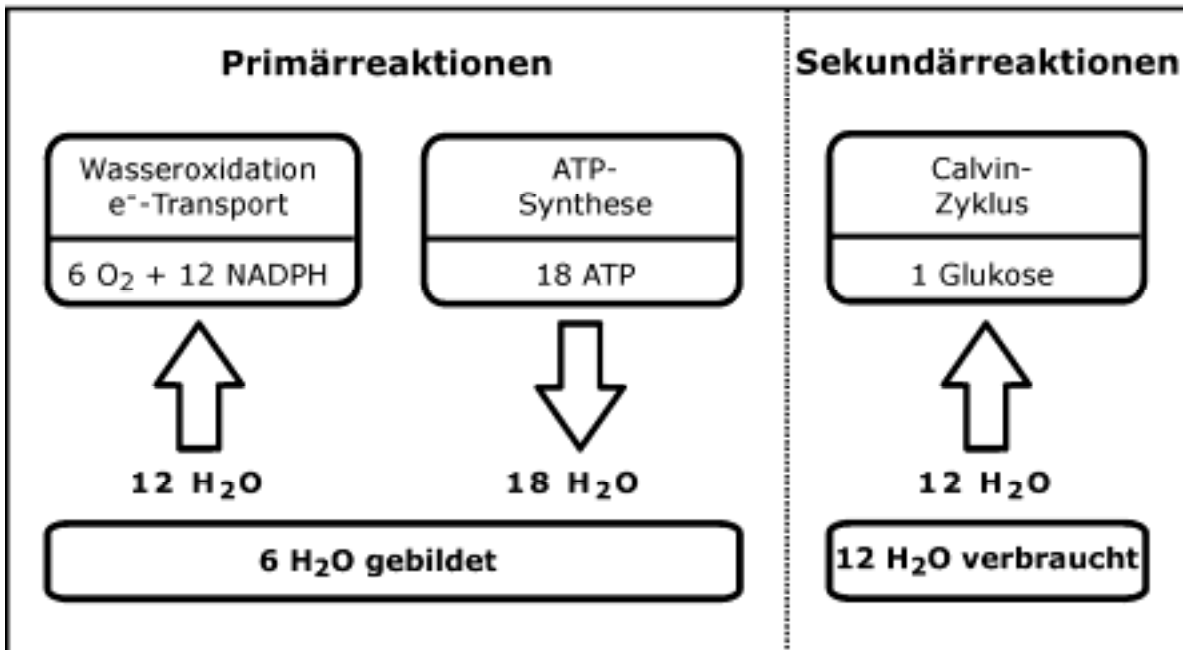 Primärreaktionen
Sekundärreaktionen
Wasseroxidation
e⁻-Transport
6 O₂ + 12 NADPH
12 H₂O
ATP-
Synthese
18 ATP
18 H₂O
6 H₂O gebildet
Calvin-
Zyklus
1 Glukose
12 H₂O
12 H₂O verbraucht